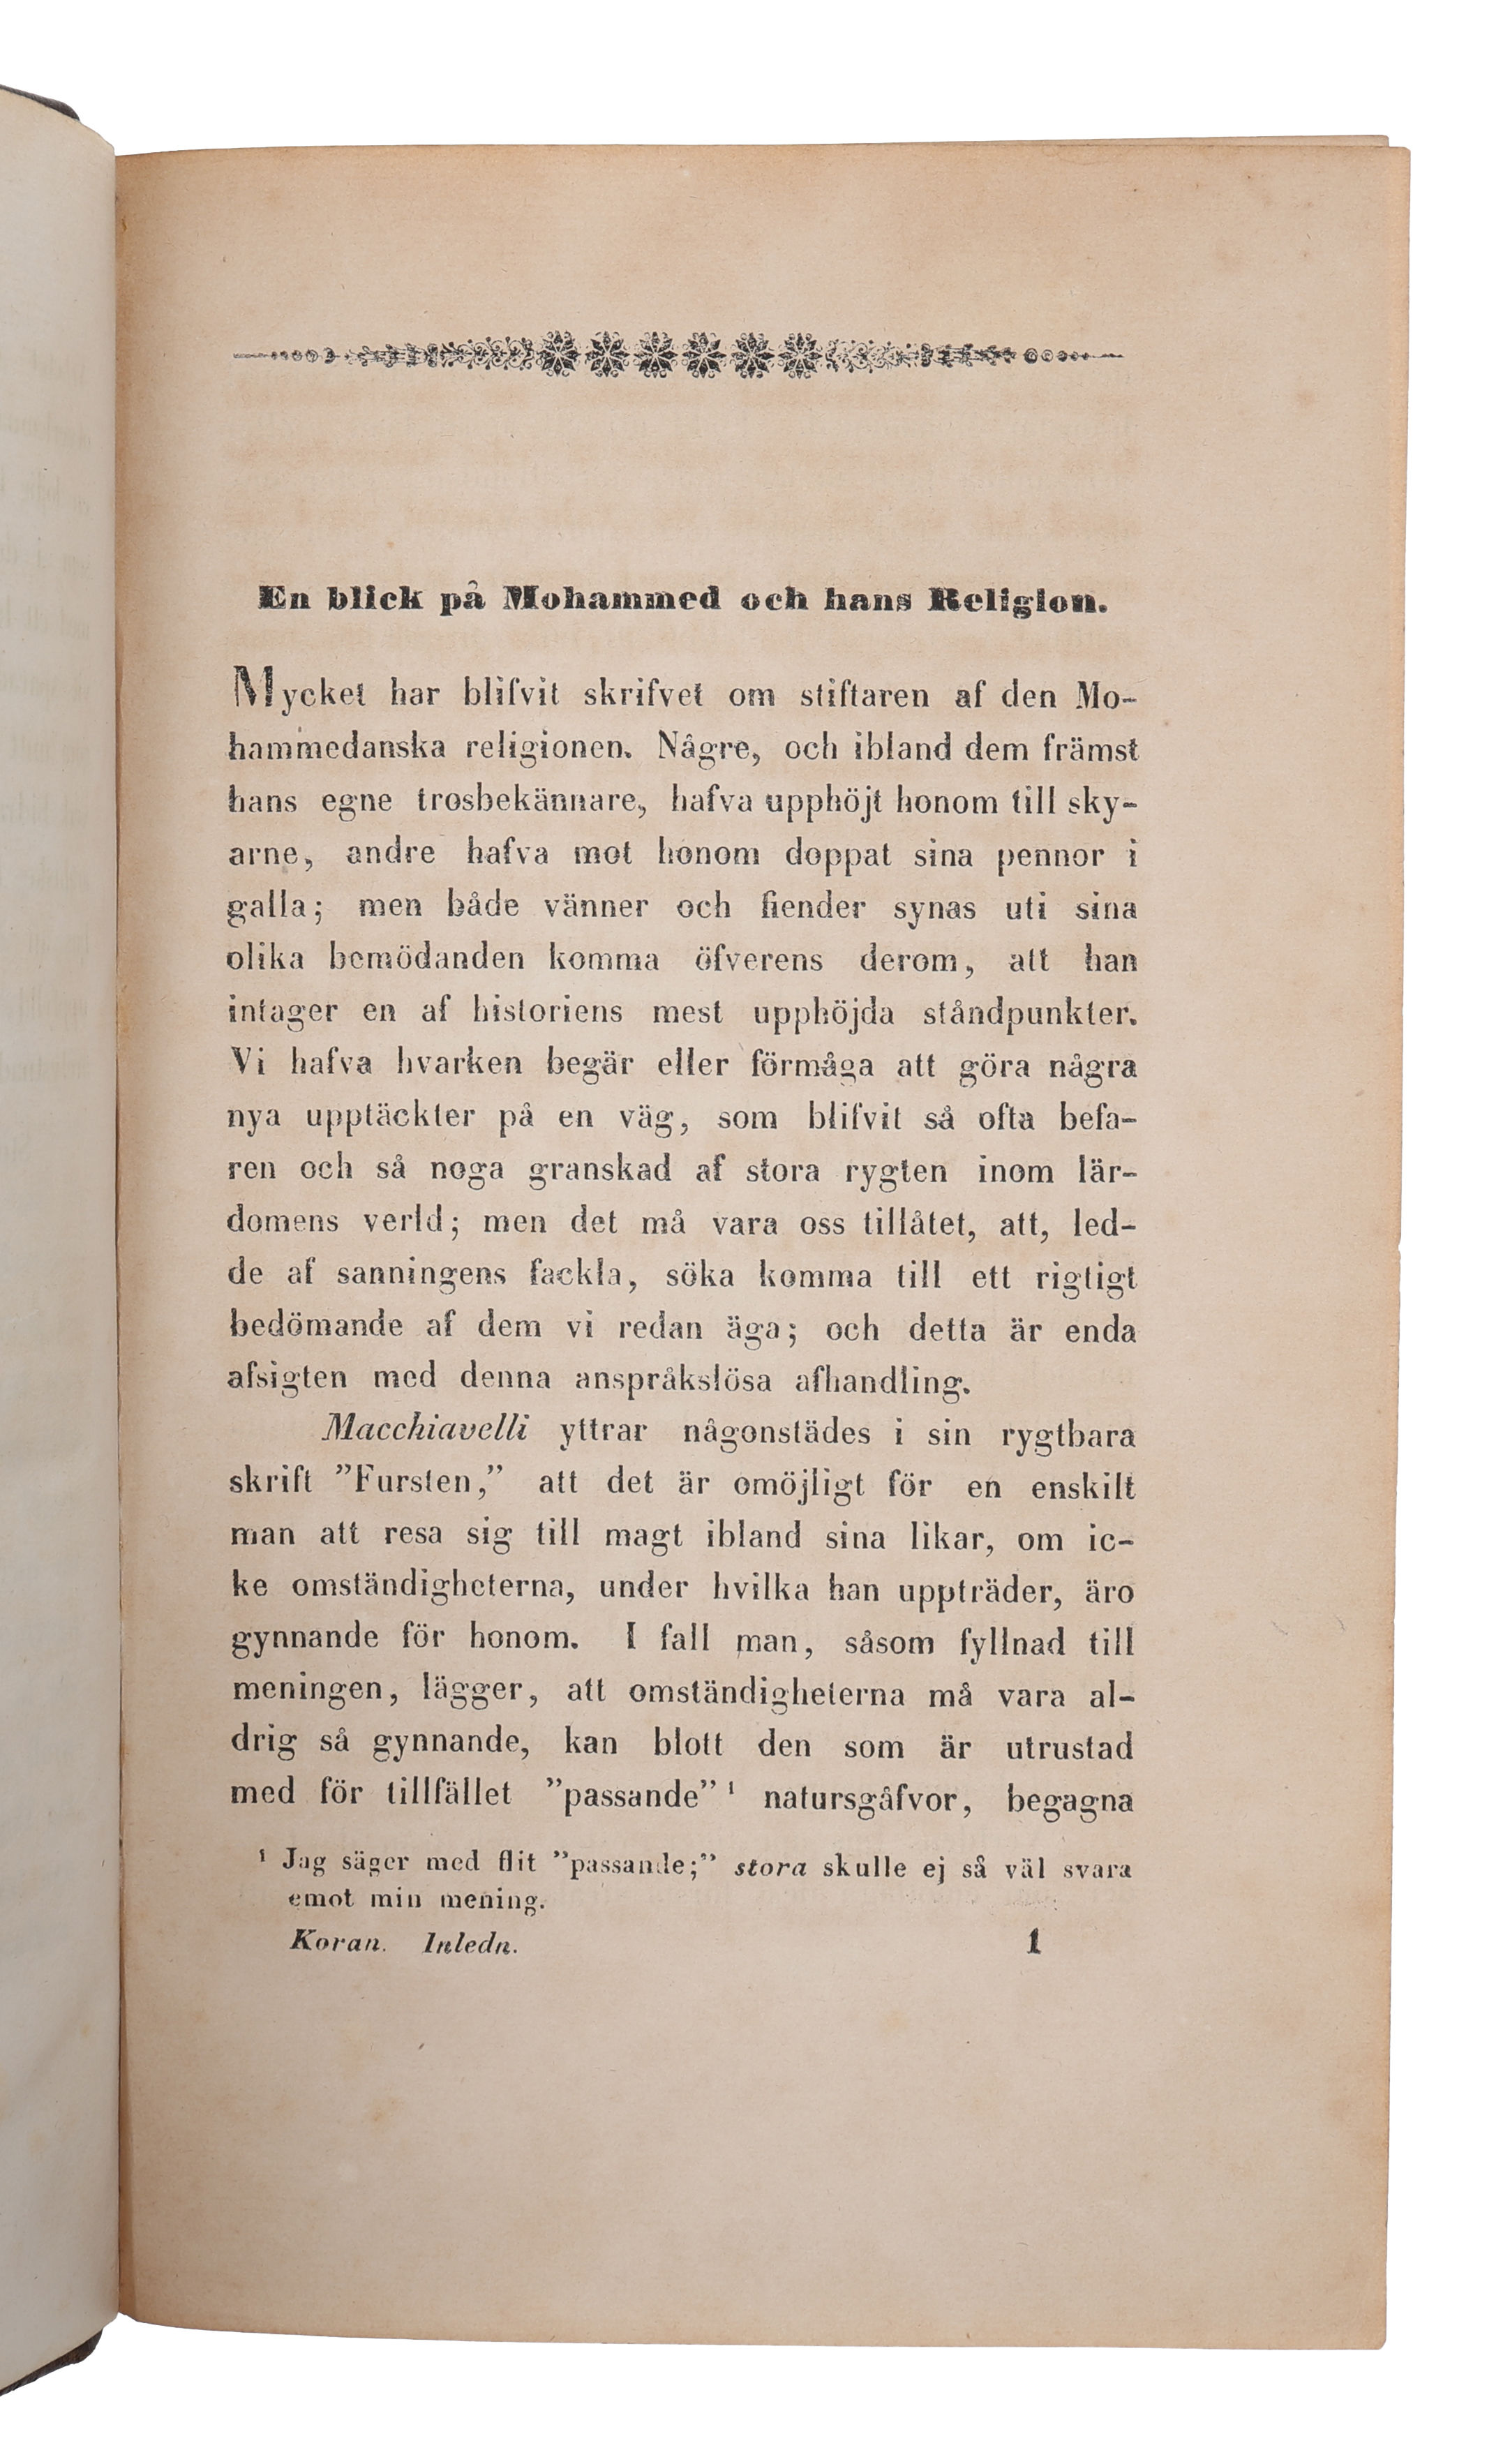 En blick på Mohammed och hans Religion.
Mycket har blifvit skrifvet om stiftaren af den Mo-
hammedanska religionen. Någre, och ibland dem främst
hans egne trosbekännare, hafva upphöjt honom till sky-
arne, andre hafva mot honom doppat sina pennor i
galla; men både vänner och fiender synas uti sina
olika bemödanden komma öfverens derom, att han
intager en af historiens mest upphöjda ståndpunkter.
Vi hafva hvarken begär eller förmåga att göra några
nya upptäckter på en väg, som blifvit så ofta befa-
ren och så noga granskad af stora rygten inom lär-
domens verld; men det må vara oss tillåtet, att, led-
de af sanningens fackla, söka komma till ett rigtigt
bedömande af dem vi redan äga; och detta är enda
afsigten med denna anspråkslösa afhandling.
Macchiavelli yttrar någonstädes i sin rygtbara
skrift ”Fursten,” att det är omöjligt för en enskilt
man att resa sig till magt ibland sina likar, om ic-
ke omständigheterna, under hvilka han uppträder, äro
gynnande för honom. I fall man, såsom fyllnad till
meningen, lägger, att omständigheterna må vara al-
drig så gynnande, kan blott den som är utrustad
med för tillfället ”passande” ¹ natursgåfvor, begagna
¹ Jag säger med flit ”passande;” stora skulle ej så väl svara
emot min mening.
Koran. Inledn. 1